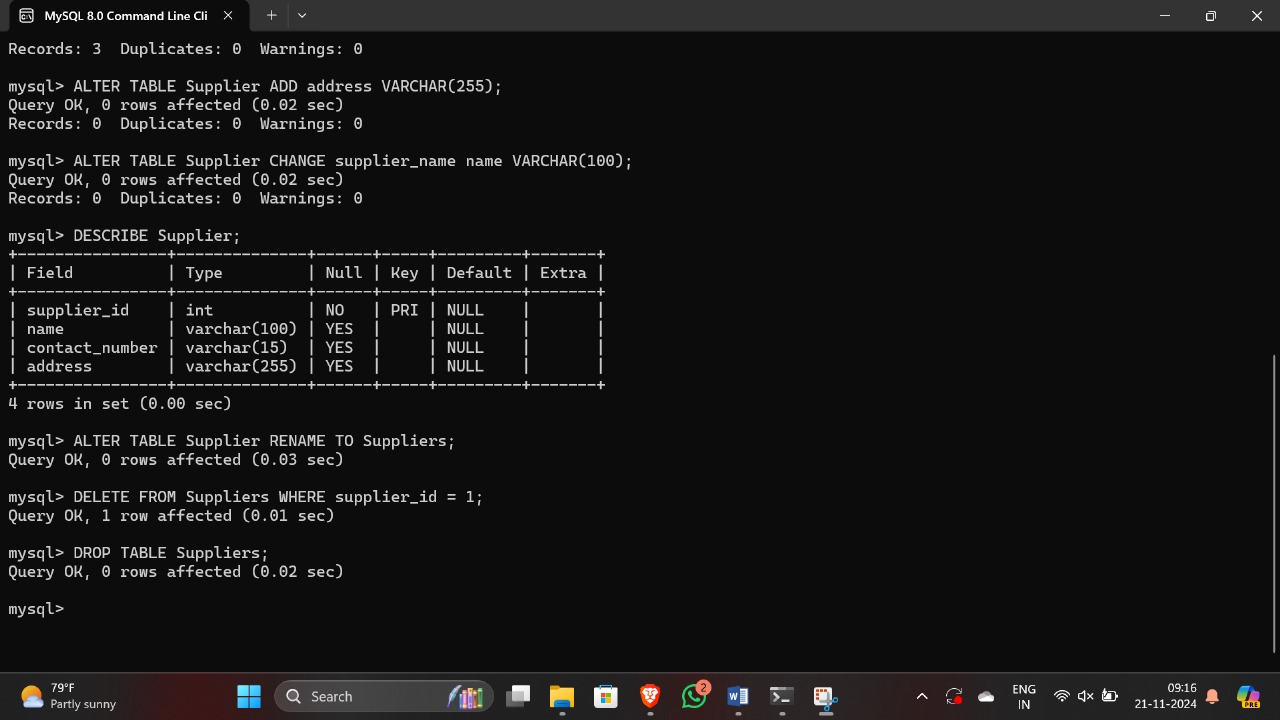 MySQL 8.0 Command Line Cli
Records: 3  Duplicates: 0  Warnings: 0
mysql> ALTER TABLE Supplier ADD address VARCHAR(255);
Query OK, 0 rows affected (0.02 sec)
Records: 0  Duplicates: 0  Warnings: 0
mysql> ALTER TABLE Supplier CHANGE supplier_name name VARCHAR(100);
Query OK, 0 rows affected (0.02 sec)
Records: 0  Duplicates: 0  Warnings: 0
mysql> DESCRIBE Supplier;
+----------------+--------------+------+-----+---------+-------+
| Field          | Type         | Null | Key | Default | Extra |
+----------------+--------------+------+-----+---------+-------+
| supplier_id    | int          | NO   | PRI | NULL    |       |
| name           | varchar(100) | YES  |     | NULL    |       |
| contact_number | varchar(15)  | YES  |     | NULL    |       |
| address        | varchar(255) | YES  |     | NULL    |       |
+----------------+--------------+------+-----+---------+-------+
4 rows in set (0.00 sec)
mysql> ALTER TABLE Supplier RENAME TO Suppliers;
Query OK, 0 rows affected (0.03 sec)
mysql> DELETE FROM Suppliers WHERE supplier_id = 1;
Query OK, 1 row affected (0.01 sec)
mysql> DROP TABLE Suppliers;
Query OK, 0 rows affected (0.02 sec)
mysql>
79°F
Partly sunny
Search
2
ENG
IN
09:16
21-11-2024
PRE